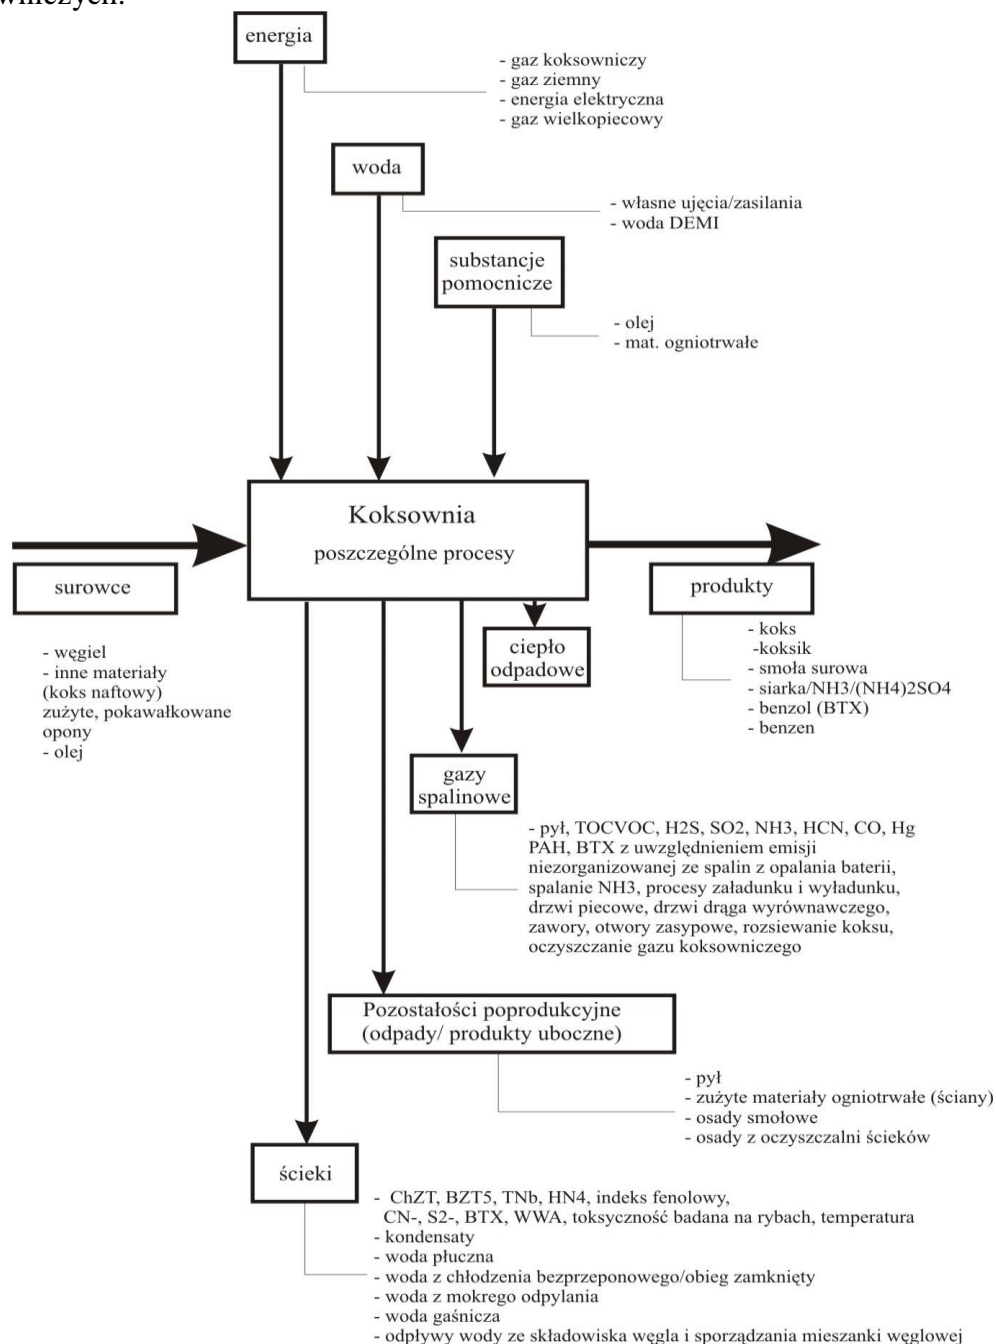 wniczych.
energia
- gaz koksowniczy
- gaz ziemny
- energia elektryczna
- gaz wielkopiecowy
woda
- własne ujęcia/zasilania
- woda DEMI
substancje
pomocnicze
- olej
- mat. ogniotrwałe
Koksownia
poszczególne procesy
surowce
- węgiel
- inne materiały
(koks naftowy)
zużyte, pokawałkowane
opony
- olej
produkty
- koks
-koksik
- smoła surowa
- siarka/NH3/(NH4)2SO4
- benzol (BTX)
- benzen
ciepło
odpadowe
gazy
spalinowe
- pył, TOCVOC, H2S, SO2, NH3, HCN, CO, Hg
PAH, BTX z uwzględnieniem emisji
niezorganizowanej ze spalin z opalania baterii,
spalanie NH3, procesy załadunku i wyładunku,
drzwi piecowe, drzwi drąga wyrównawczego,
zawory, otwory zasypowe, rozsiewanie koksu,
oczyszczanie gazu koksowniczego
Pozostałości poprodukcyjne
(odpady/ produkty uboczne)
- pył
- zużyte materiały ogniotrwałe (ściany)
- osady smołowe
- osady z oczyszczalni ścieków
ścieki
- ChZT, BZT5, TNb, HN4, indeks fenolowy,
CN-, S2-, BTX, WWA, toksyczność badana na rybach, temperatura
- kondensaty
- woda płuczna
- woda z chłodzenia bezprzeponowego/obieg zamknięty
- woda z mokrego odpylania
- woda gaśnicza
- odpływy wody ze składowiska węgla i sporządzania mieszanki węglowej